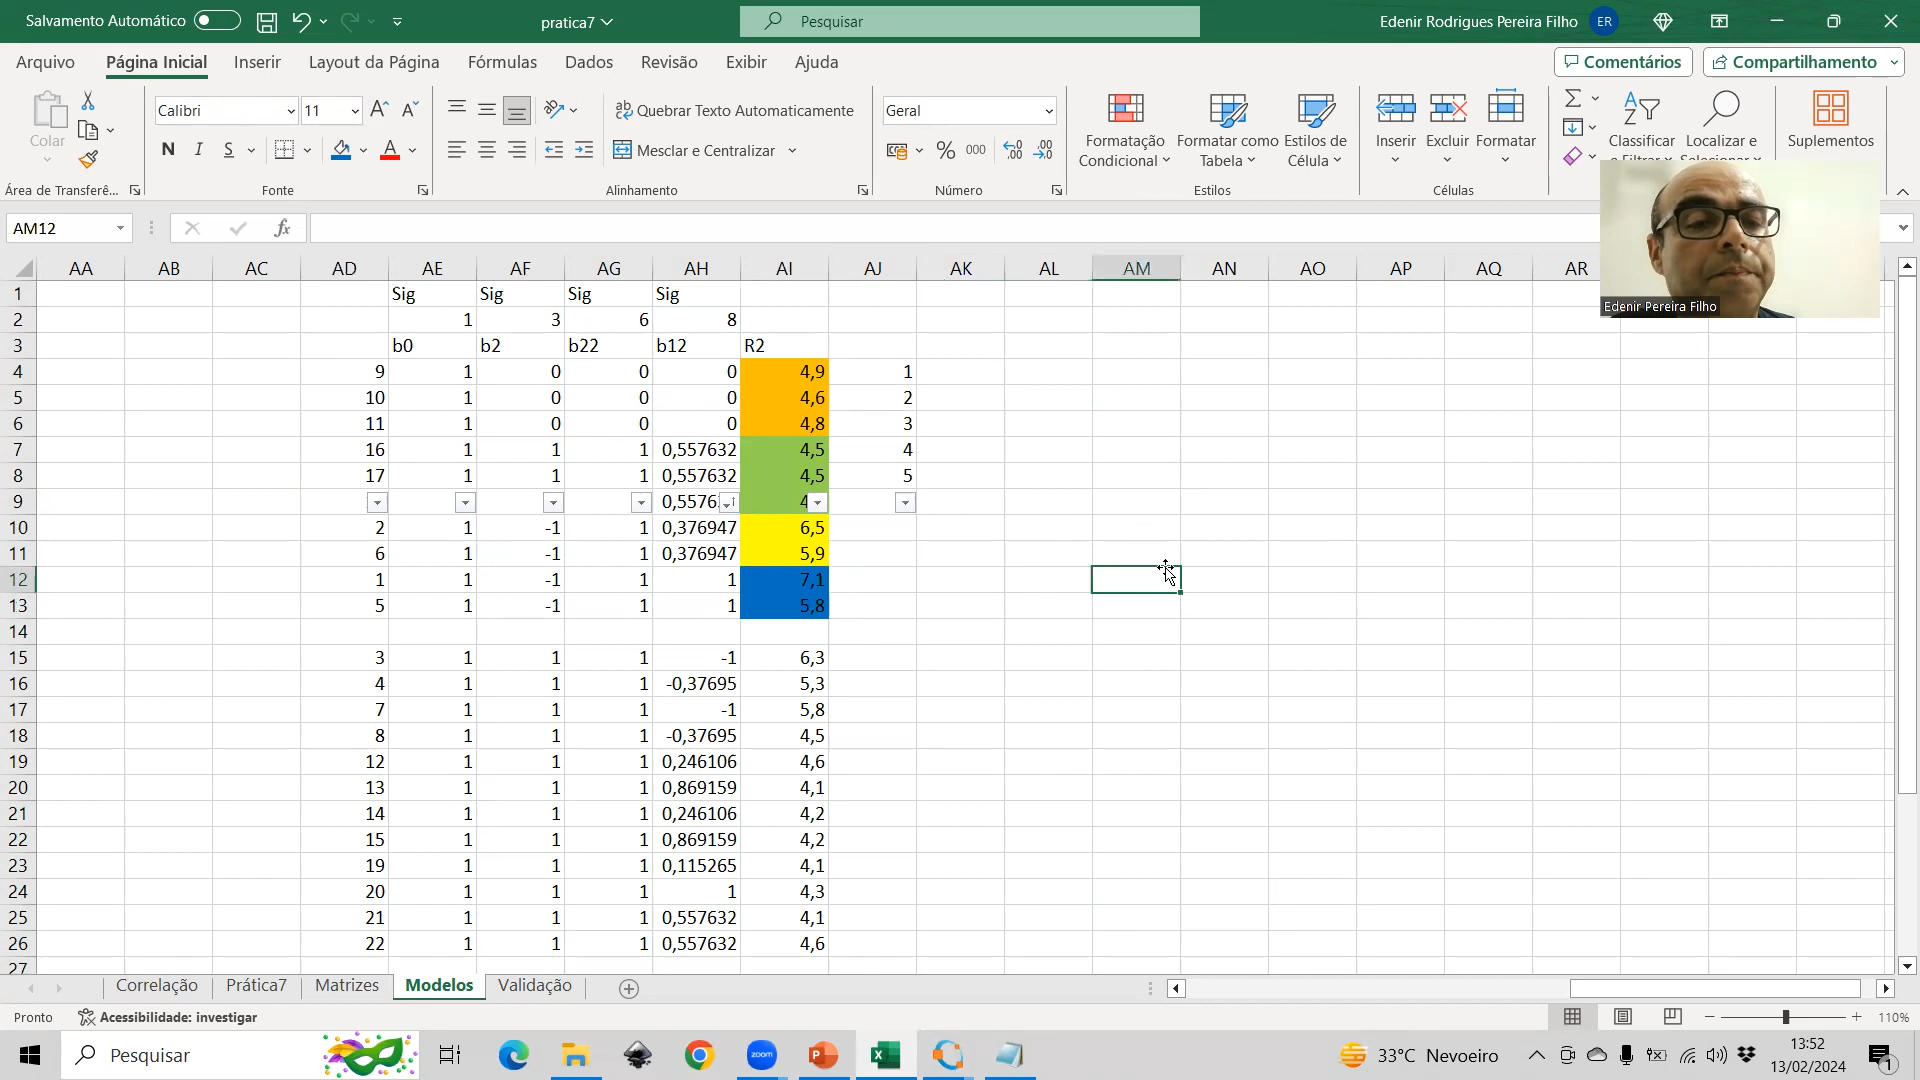 Salvamento Automático
pratica7
Pesquisar
Edenir Rodrigues Pereira Filho ER
Arquivo Página Inicial Inserir Layout da Página Fórmulas Dados Revisão Exibir Ajuda
Comentários Compartilhamento
Colar
Calibri 11
N I S
Quebrar Texto Automaticamente
Mesclar e Centralizar
Geral
% 000
Formatação Condicional
Formatar como Tabela
Estilos de Célula
Inserir Excluir Formatar
Classificar
Localizar e
Suplementos
Área de Transferê... Fonte Alinhamento Número Estilos Células
AM12 fx
Edenir Pereira Filho
AA AB AC AD AE AF AG AH AI AJ AK AL AM AN AO AP AQ AR
1 Sig Sig Sig Sig
2 1 3 6 8
3 b0 b2 b22 b12 R2
4 9 1 0 0 0 4,9 1
5 10 1 0 0 0 4,6 2
6 11 1 0 0 0 4,8 3
7 16 1 1 1 0,557632 4,5 4
8 17 1 1 1 0,557632 4,5 5
9
10 2 1 -1 1 0,376947 6,5
11 6 1 -1 1 0,376947 5,9
12 1 1 -1 1 1 7,1
13 5 1 -1 1 1 5,8
14
15 3 1 1 1 -1 6,3
16 4 1 1 1 -0,37695 5,3
17 7 1 1 1 -1 5,8
18 8 1 1 1 -0,37695 4,5
19 12 1 1 1 0,246106 4,6
20 13 1 1 1 0,869159 4,1
21 14 1 1 1 0,246106 4,2
22 15 1 1 1 0,869159 4,2
23 19 1 1 1 0,115265 4,1
24 20 1 1 1 1 4,3
25 21 1 1 1 0,557632 4,1
26 22 1 1 1 0,557632 4,6
27
Correlação Prática7 Matrizes Modelos Validação
Pronto Acessibilidade: investigar 110%
Pesquisar
zoom
33°C Nevoeiro
13:52
13/02/2024
1